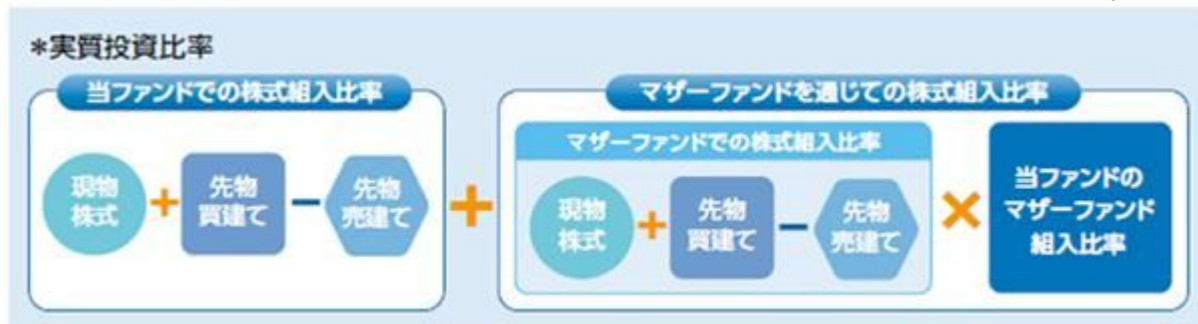 *実質投資比率
当ファンドでの株式組入比率
現物
株式
+
先物
買建て
−
先物
売建て
+
マザーファンドを通じての株式組入比率
マザーファンドでの株式組入比率
現物
株式
+
先物
買建て
−
先物
売建て
×
当ファンドの
マザーファンド
組入比率